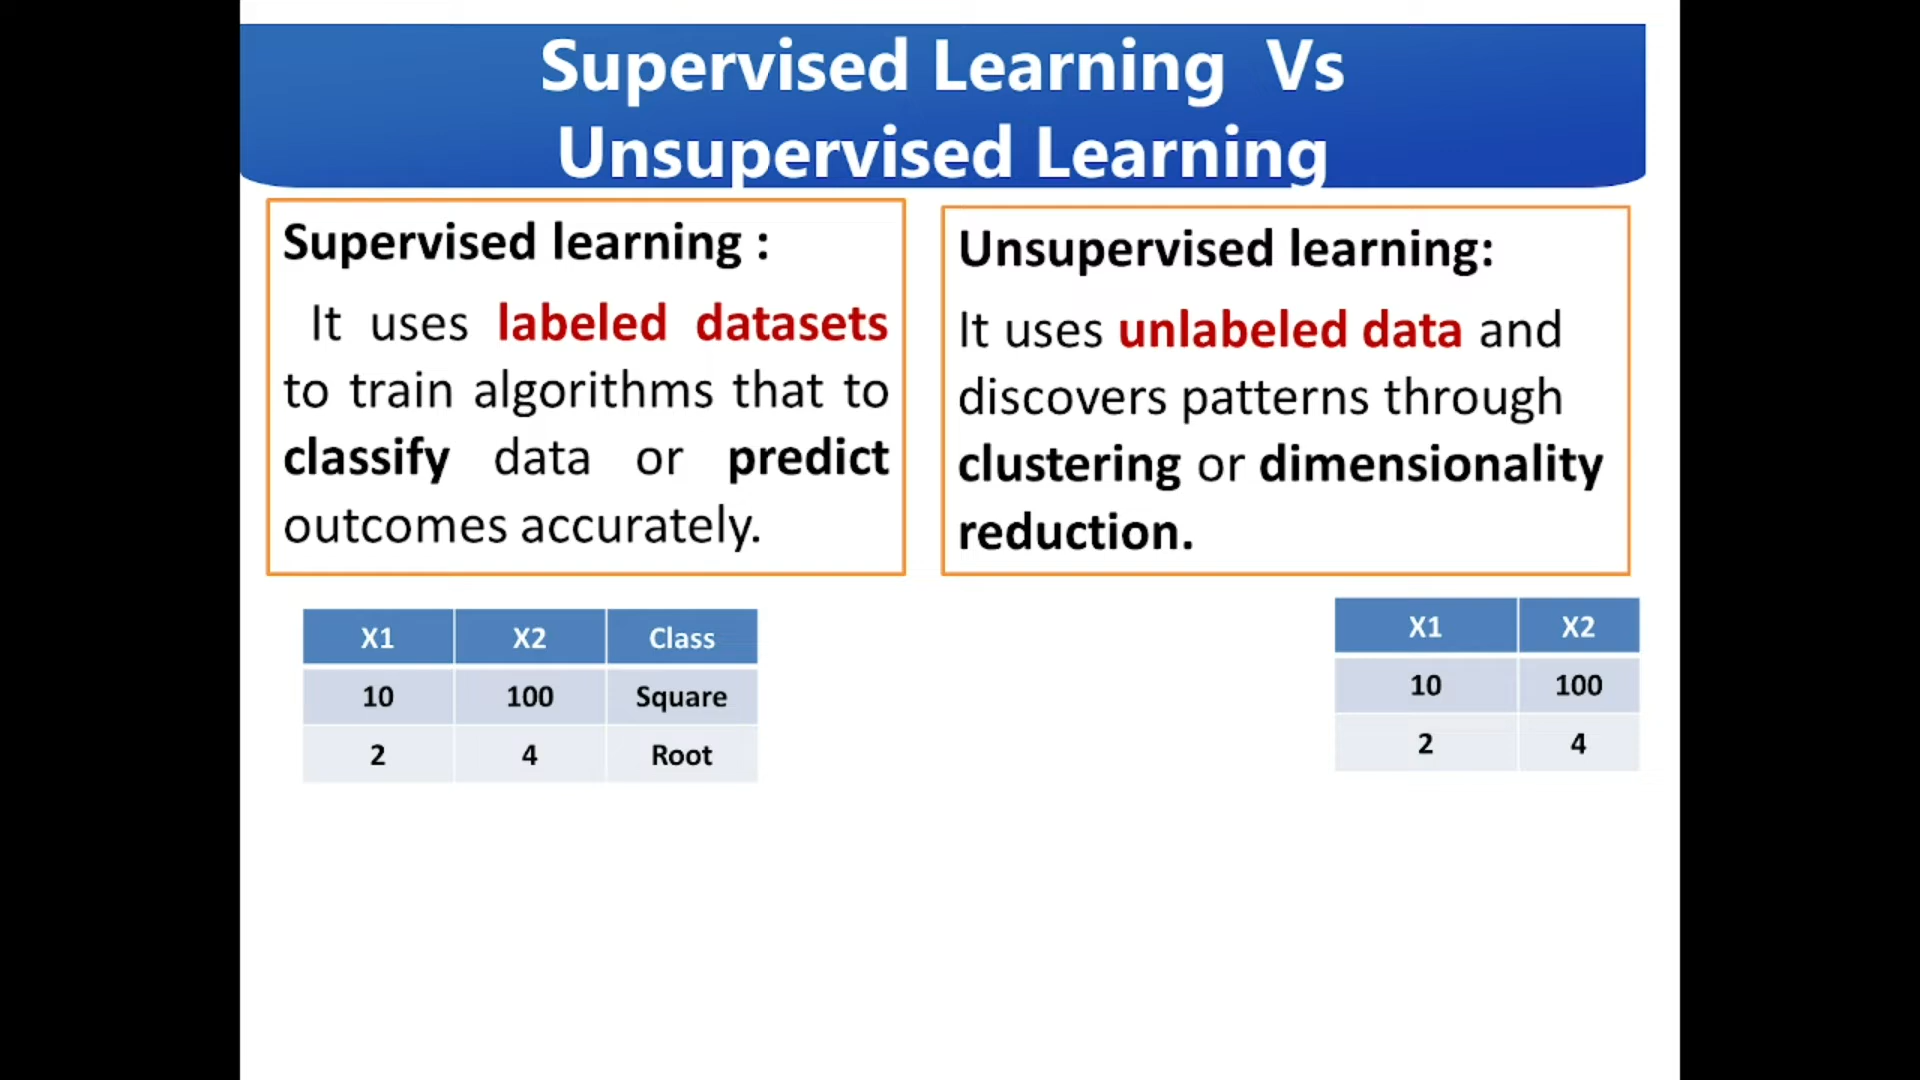 Supervised Learning Vs
Unsupervised Learning
Supervised learning :
It uses labeled datasets
to train algorithms that to
classify data or predict
outcomes accurately.
Unsupervised learning:
It uses unlabeled data and
discovers patterns through
clustering or dimensionality
reduction.
X1 X2 Class
10 100 Square
2 4 Root
X1 X2
10 100
2 4